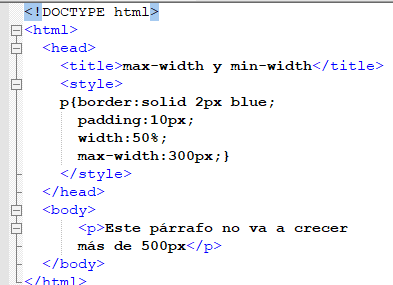 <!DOCTYPE html>
<html>
<head>
<title>max-width y min-width</title>
<style>
p{border:solid 2px blue;
padding:10px;
width:50%;
max-width:300px;}
</style>
</head>
<body>
<p>Este párrafo no va a crecer
más de 500px</p>
</body>
</html>